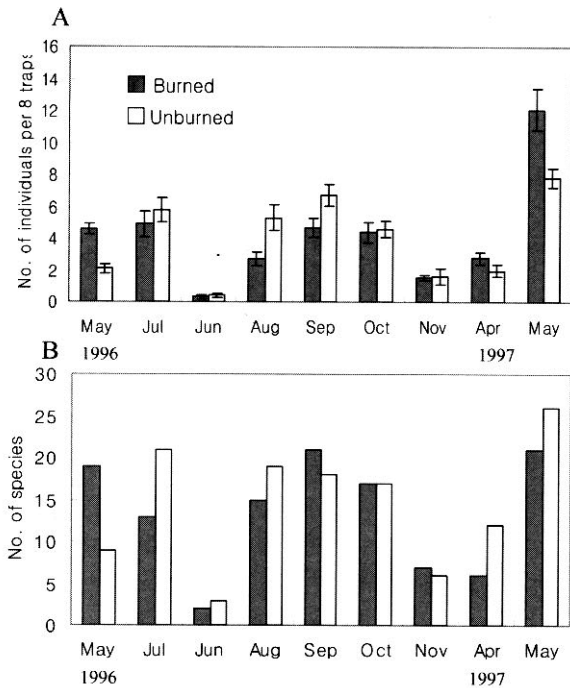 A
No. of individuals per 8 traps
16
14
12
10
8
6
4
2
0
Burned
Unburned
May Jul Jun Aug Sep Oct Nov Apr May
1996 1997
B
No. of species
30
25
20
15
10
5
0
May Jul Jun Aug Sep Oct Nov Apr May
1996 1997